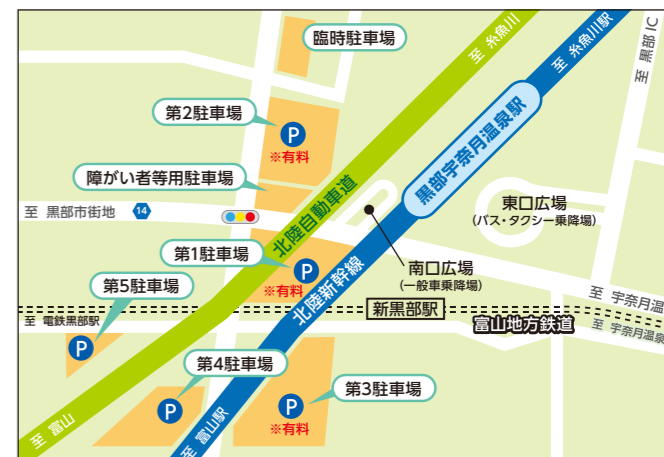 臨時駐車場
至 糸魚川
至 糸魚川駅
至 黒部IC
第2駐車場
P
※有料
黒部宇奈月温泉駅
障がい者等用駐車場
東口広場
(バス・タクシー乗降場)
至 黒部市街地
14
北陸自動車道
第1駐車場
P
※有料
南口広場
(一般車乗降場)
北陸新幹線
第5駐車場
新黒部駅
至 宇奈月温
至 電鉄黒部駅
富山地方鉄道
至 宇奈月温泉
P
第4駐車場
P
第3駐車場
P
※有料
至 富山
至 富山駅